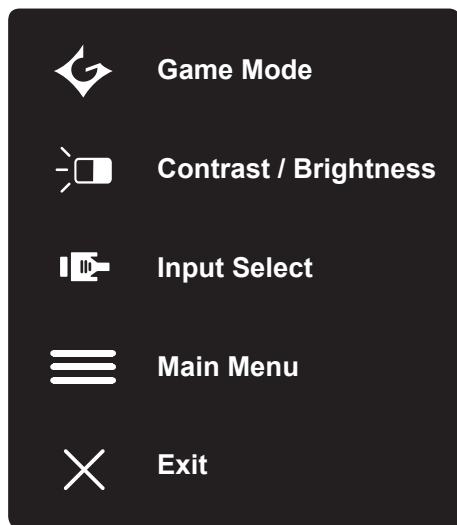 Game Mode
Contrast / Brightness
Input Select
Main Menu
Exit